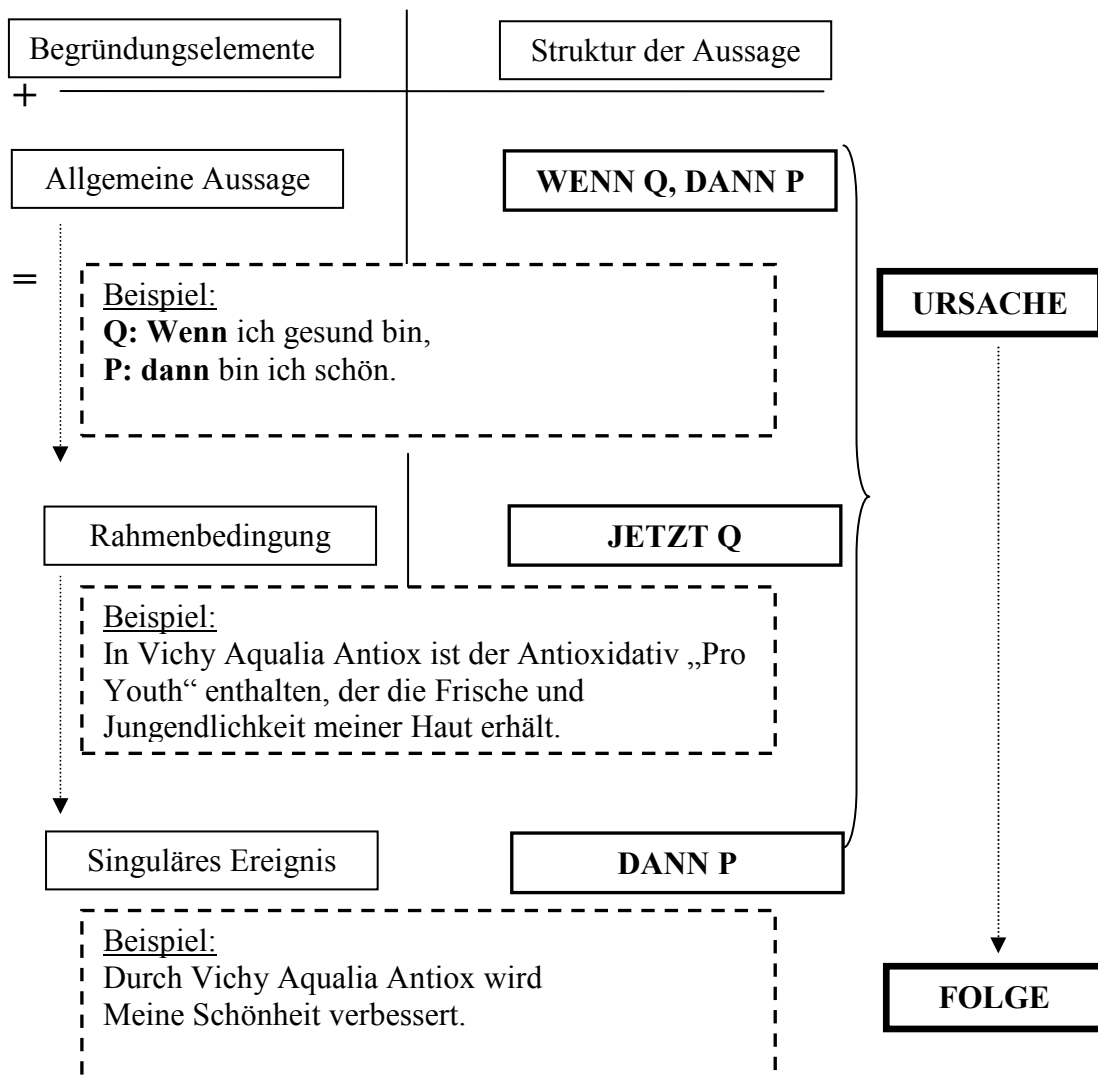 Begründungselemente
Struktur der Aussage
+
Allgemeine Aussage
WENN Q, DANN P
=
Beispiel:
Q: Wenn ich gesund bin,
P: dann bin ich schön.
URSACHE
Rahmenbedingung
JETZT Q
Beispiel:
In Vichy Aqualia Antiox ist der Antioxidativ „Pro
Youth“ enthalten, der die Frische und
Jungendlichkeit meiner Haut erhält.
Singuläres Ereignis
DANN P
Beispiel:
Durch Vichy Aqualia Antiox wird
Meine Schönheit verbessert.
FOLGE